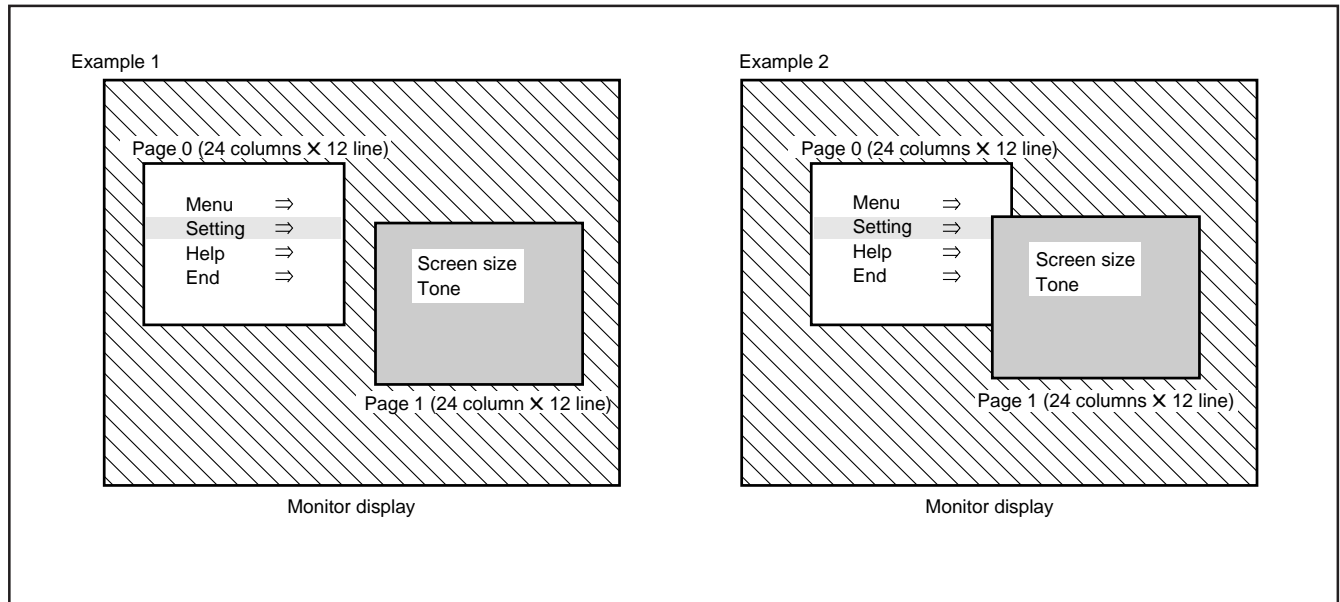 Example 1
Page 0 (24 columns ✕ 12 line)
Menu ⇒
Setting ⇒
Help ⇒
End ⇒
Screen size
Tone
Page 1 (24 column ✕ 12 line)
Monitor display
Example 2
Page 0 (24 columns ✕ 12 line)
Menu ⇒
Setting ⇒
Help ⇒
End ⇒
Screen size
Tone
Page 1 (24 columns ✕ 12 line)
Monitor display